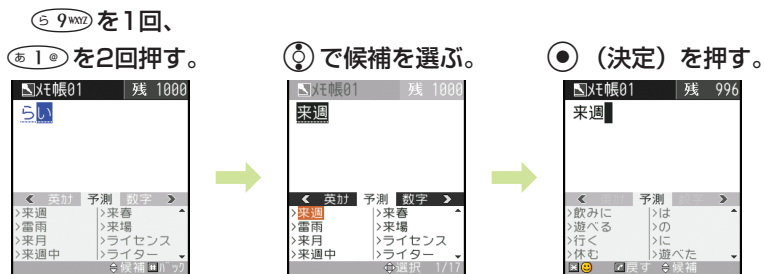 ら 9WXYZ を1回、
あ 1@ を2回押す。
で候補を選ぶ。
(決定)を押す。
メモ帳01 残 1000
らい
英カナ 予測 数字
>来週 >来春
>雷雨 >来場
>来月 >ライセンス
>来週中 >ライター
候補
メモ帳01 残 1000
来週
英カナ 予測 数字
>来週 >来春
>雷雨 >来場
>来月 >ライセンス
>来週中 >ライター
選択 1/17
メモ帳01 残 996
来週
予測
>飲みに >は
>遊べる >の
>行く >に
>休む >遊べた
戻す 候補